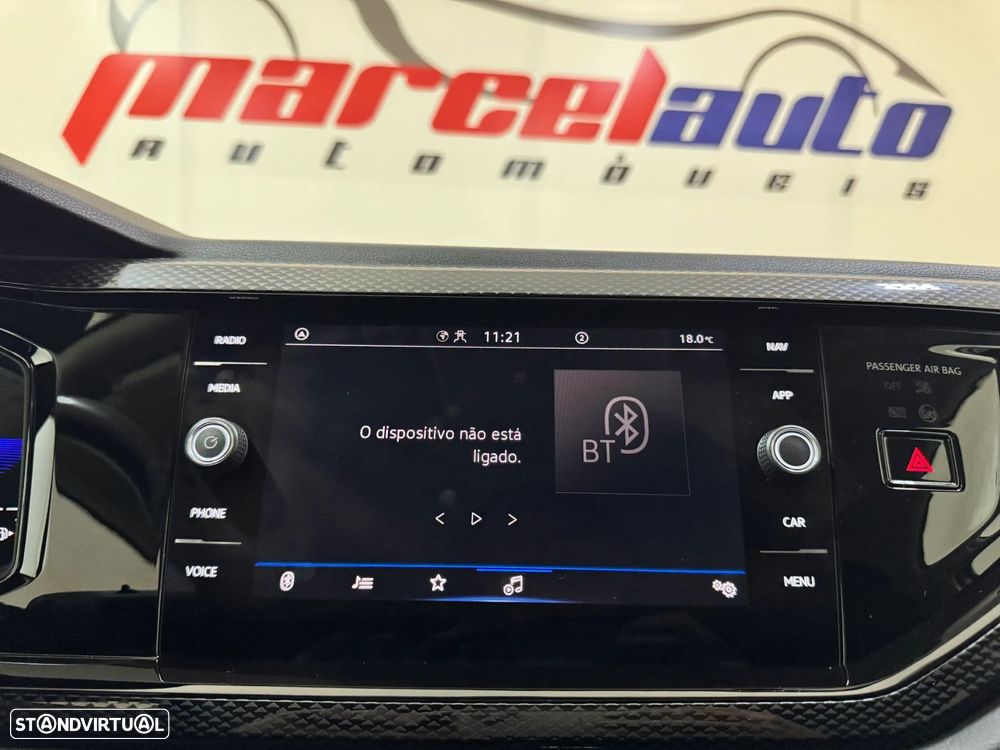 marcelauto
automóveis
RADIO
MEDIA
PHONE
VOICE
11:21
2
18.0°C
O dispositivo não está
ligado.
BT
NAV
APP
CAR
MENU
PASSENGER AIR BAG
OFF
STANDVIRTUAL